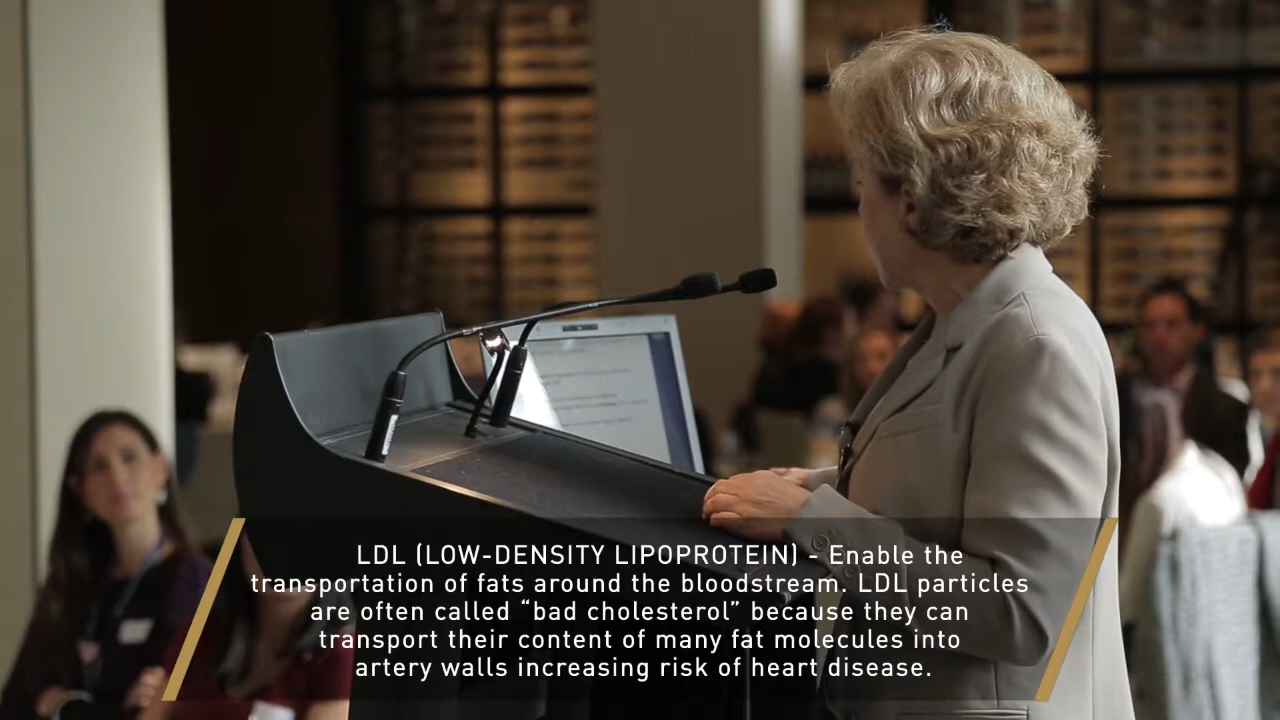 LDL (LOW-DENSITY LIPOPROTEIN) - Enable the
transportation of fats around the bloodstream. LDL particles
are often called “bad cholesterol” because they can
transport their content of many fat molecules into
artery walls increasing risk of heart disease.